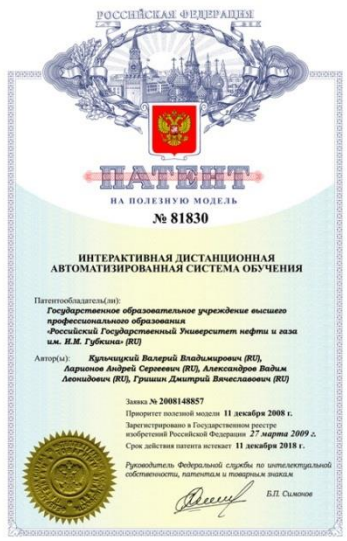 РОССИЙСКАЯ ФЕДЕРАЦИЯ
ПАТЕНТ
НА ПОЛЕЗНУЮ МОДЕЛЬ
№ 81830
ИНТЕРАКТИВНАЯ ДИСТАНЦИОННАЯ
АВТОМАТИЗИРОВАННАЯ СИСТЕМА ОБУЧЕНИЯ
Патентообладатель(ли):
Государственное образовательное учреждение высшего
профессионального образования
«Российский Государственный Университет нефти и газа
им. И.М. Губкина» (RU)
Автор(ы): Кульчицкий Валерий Владимирович (RU),
Ларионов Андрей Сергеевич (RU), Александров Вадим
Леонидович (RU), Гришин Дмитрий Вячеславович (RU)
Заявка № 2008148857
Приоритет полезной модели 11 декабря 2008 г.
Зарегистрировано в Государственном реестре
изобретений Российской Федерации 27 марта 2009 г.
Срок действия патента истекает 11 декабря 2018 г.
Руководитель Федеральной службы по интеллектуальной
собственности, патентам и товарным знакам
Б.П. Симонов